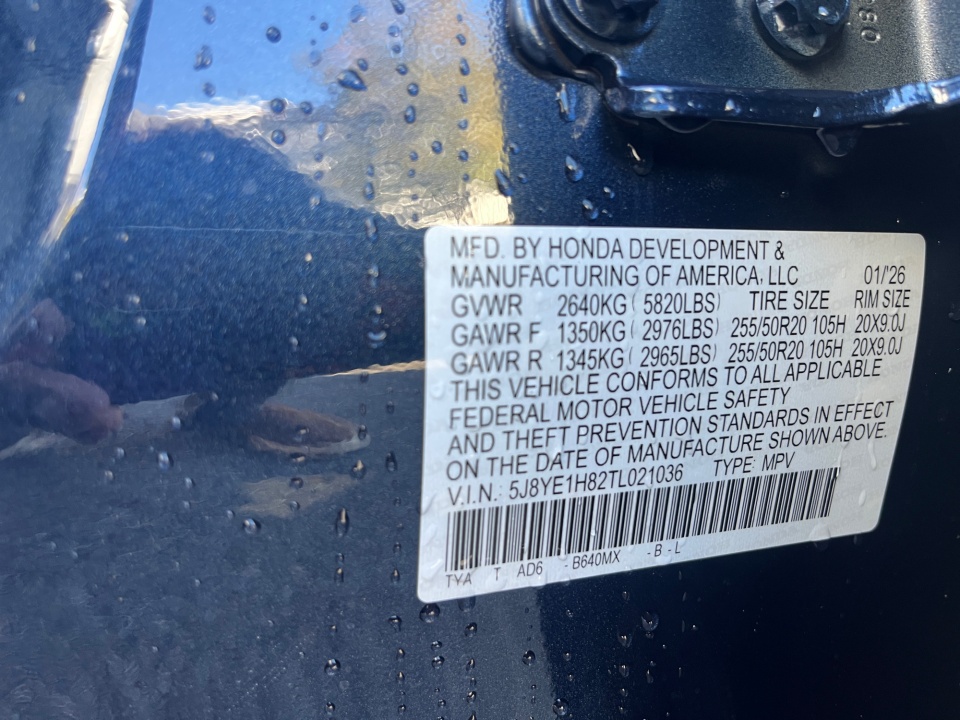 MFD. BY HONDA DEVELOPMENT &
MANUFACTURING OF AMERICA, LLC 01/'26
GVWR 2640KG ( 5820LBS) TIRE SIZE RIM SIZE
GAWR F 1350KG ( 2976LBS) 255/50R20 105H 20X9.0J
GAWR R 1345KG ( 2965LBS) 255/50R20 105H 20X9.0J
THIS VEHICLE CONFORMS TO ALL APPLICABLE
FEDERAL MOTOR VEHICLE SAFETY
AND THEFT PREVENTION STANDARDS IN EFFECT
ON THE DATE OF MANUFACTURE SHOWN ABOVE.
V.I.N.: 5J8YE1H82TL021036 TYPE: MPV
TYA T AD6 - B640MX - B - L